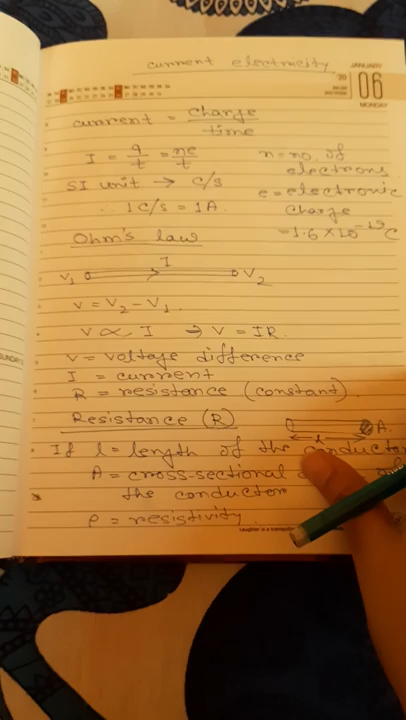 current electricity
JANUARY
06
MONDAY
current = charge / time
I = q/t = ne/t
n = no. of electrons
SI unit → C/s
e = electronic charge
∴ 1C/s = 1A
= 1.6 × 10^-19 C
Ohm's law
I
V1 V2
V = V2 - V1
V ∝ I ⇒ V = IR.
V = voltage difference
I = current
R = resistance (constant).
Resistance (R)
A
l
If l = length of the conductor
A = cross-sectional
the conductor
ρ = resistivity